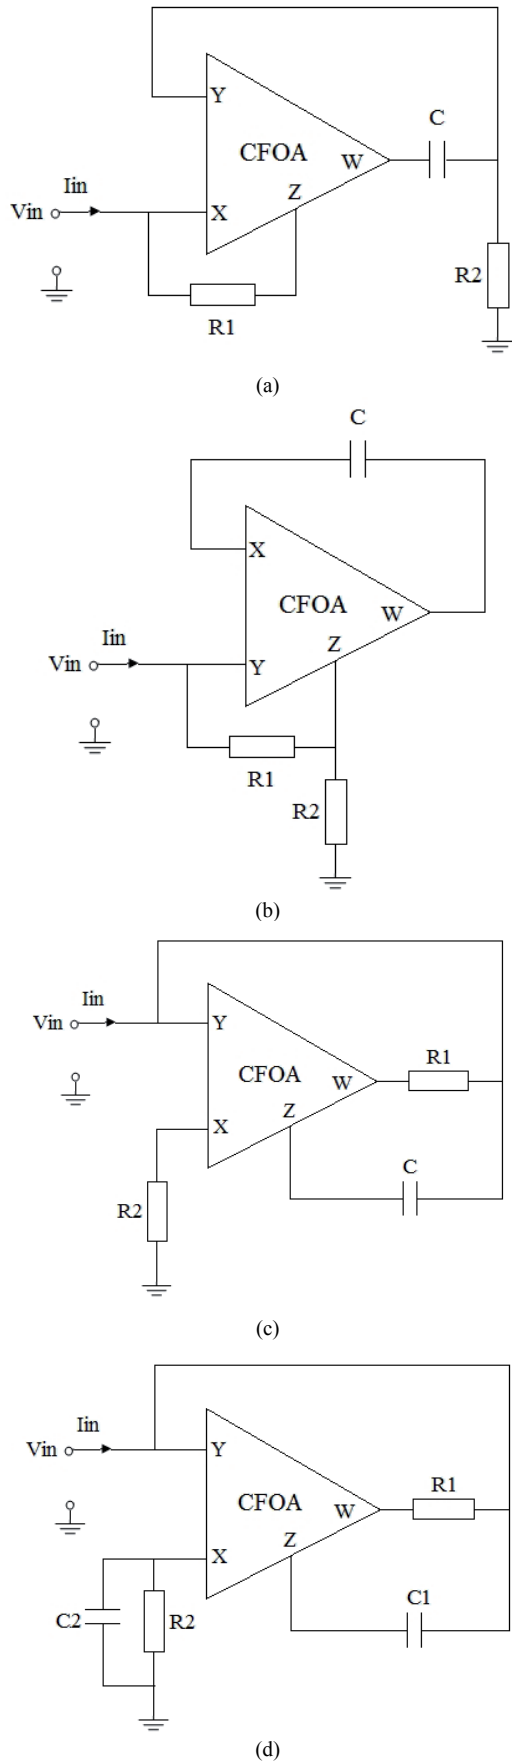 C
Y
CFOA
W
Iin
Z
Vin
X
R2
R1
(a)
C
X
CFOA
W
Iin
Z
Vin
Y
R1
R2
(b)
Iin
Vin
Y
R1
CFOA
W
Z
X
C
R2
(c)
Iin
Vin
Y
R1
CFOA
W
Z
X
C1
C2
R2
(d)